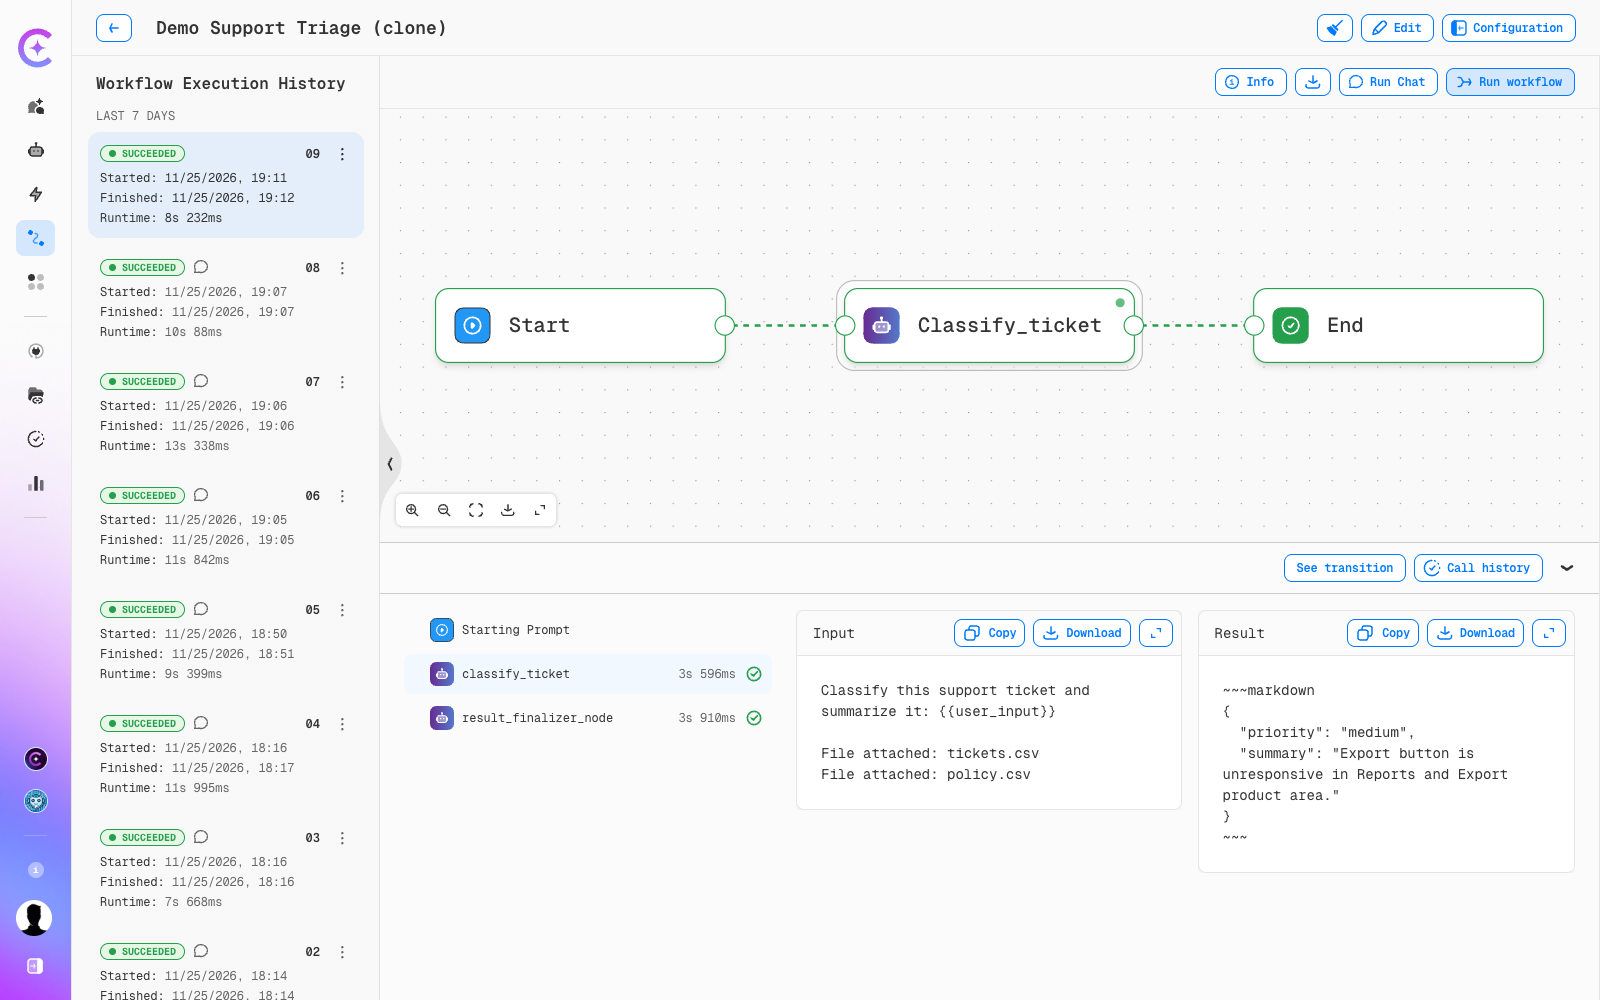 Demo Support Triage (clone)
Edit
Configuration
Workflow Execution History
LAST 7 DAYS
SUCCEEDED 09
Started: 11/25/2026, 19:11
Finished: 11/25/2026, 19:12
Runtime: 8s 232ms
SUCCEEDED 08
Started: 11/25/2026, 19:07
Finished: 11/25/2026, 19:07
Runtime: 10s 88ms
SUCCEEDED 07
Started: 11/25/2026, 19:06
Finished: 11/25/2026, 19:06
Runtime: 13s 338ms
SUCCEEDED 06
Started: 11/25/2026, 19:05
Finished: 11/25/2026, 19:05
Runtime: 11s 842ms
SUCCEEDED 05
Started: 11/25/2026, 18:50
Finished: 11/25/2026, 18:51
Runtime: 9s 399ms
SUCCEEDED 04
Started: 11/25/2026, 18:16
Finished: 11/25/2026, 18:17
Runtime: 11s 995ms
SUCCEEDED 03
Started: 11/25/2026, 18:16
Finished: 11/25/2026, 18:16
Runtime: 7s 668ms
SUCCEEDED 02
Started: 11/25/2026, 18:14
Finished: 11/25/2026, 18:14
Info
Run Chat
Run workflow
Start
Classify_ticket
End
See transition
Call history
Starting Prompt
classify_ticket 3s 596ms
result_finalizer_node 3s 910ms
Input
Copy
Download
Classify this support ticket and
summarize it: {{user_input}}
File attached: tickets.csv
File attached: policy.csv
Result
Copy
Download
~~~markdown
{
"priority": "medium",
"summary": "Export button is
unresponsive in Reports and Export
product area."
}
~~~